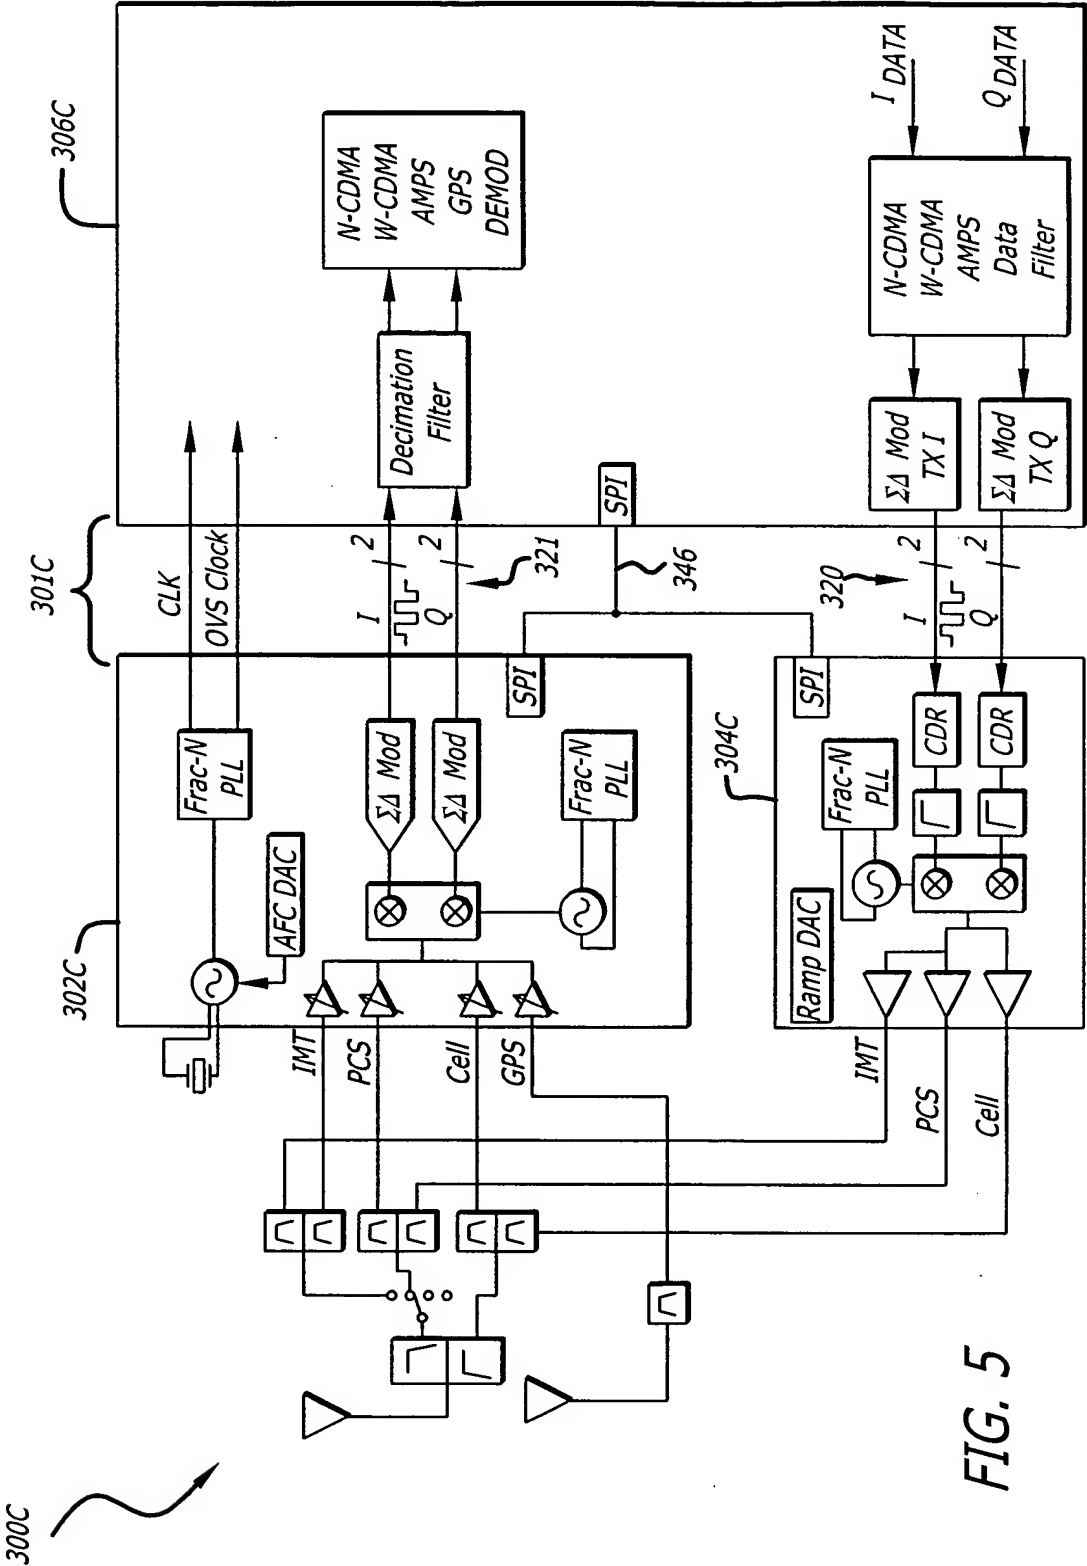 300C
302C
301C
306C
AFC DAC
Frac-N
PLL
CLK
OVS Clock
IMT
PCS
Cell
GPS
ΣΔ Mod
ΣΔ Mod
Frac-N
PLL
SPI
I
Q
2
2
321
Decimation
Filter
N-CDMA
W-CDMA
AMPS
GPS
DEMOD
346
SPI
304C
Ramp DAC
Frac-N
PLL
SPI
IMT
PCS
Cell
CDR
CDR
320
I
Q
2
2
ΣΔ Mod
TX I
ΣΔ Mod
TX Q
N-CDMA
W-CDMA
AMPS
Data
Filter
I DATA
Q DATA
FIG. 5